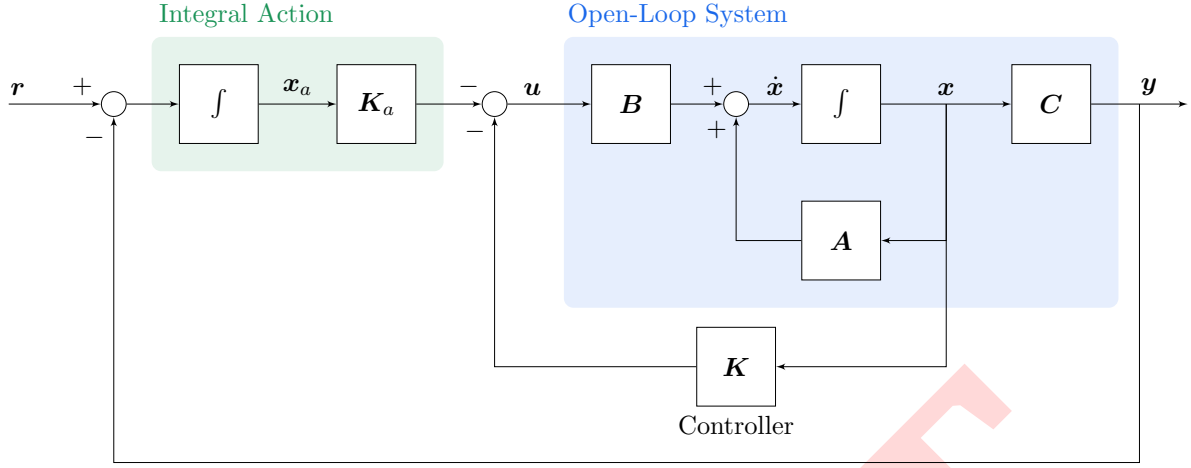 Integral Action
Open-Loop System
r + − ∫ x_a K_a − − u B + + ẋ ∫ x C y
A
K
Controller